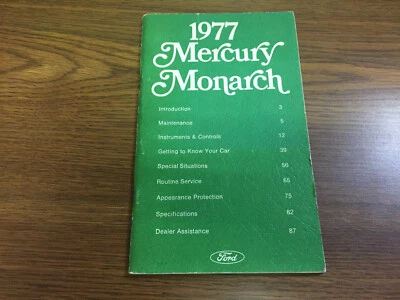 1977
Mercury
Monarch
Introduction 3
Maintenance 5
Instruments & Controls 12
Getting to Know Your Car 39
Special Situations 56
Routine Service 65
Appearance Protection 75
Specifications 82
Dealer Assistance 87
Ford